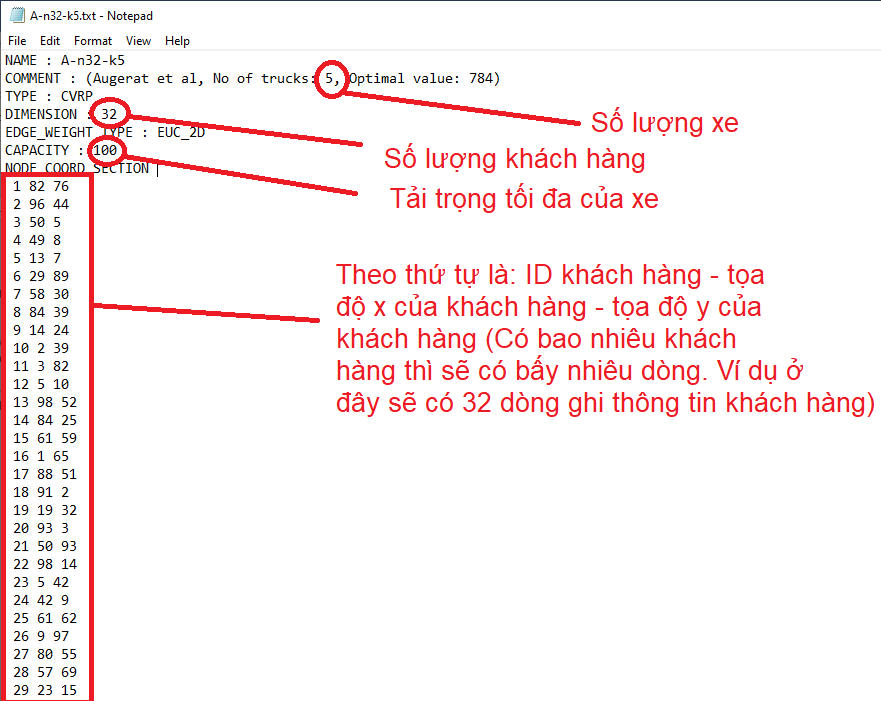 A-n32-k5.txt - Notepad
File Edit Format View Help
NAME : A-n32-k5
COMMENT : (Augerat et al, No of trucks: 5, Optimal value: 784)
TYPE : CVRP
DIMENSION : 32
EDGE_WEIGHT_TYPE : EUC_2D
CAPACITY : 100
NODE_COORD_SECTION
Số lượng xe
Số lượng khách hàng
Tải trọng tối đa của xe
1 82 76
2 96 44
3 50 5
4 49 8
5 13 7
6 29 89
7 58 30
8 84 39
9 14 24
10 2 39
11 3 82
12 5 10
13 98 52
14 84 25
15 61 59
16 1 65
17 88 51
18 91 2
19 19 32
20 93 3
21 50 93
22 98 14
23 5 42
24 42 9
25 61 62
26 9 97
27 80 55
28 57 69
29 23 15
Theo thứ tự là: ID khách hàng - tọa
độ x của khách hàng - tọa độ y của
khách hàng (Có bao nhiêu khách
hàng thì sẽ có bấy nhiêu dòng. Ví dụ ở
đây sẽ có 32 dòng ghi thông tin khách hàng)